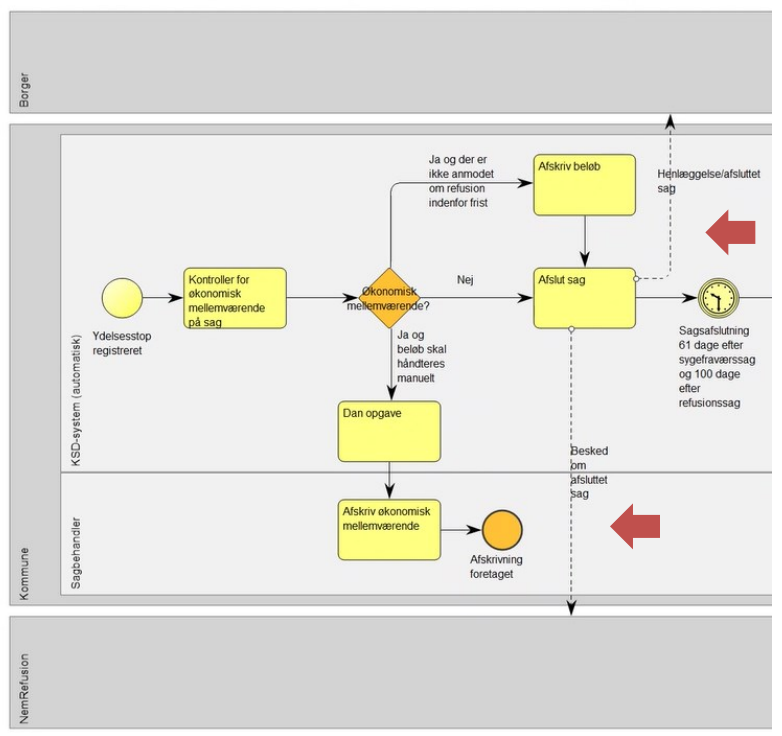 Borger
Kommune
KSD-system (automatisk)
Ydelsesstop
registreret
Kontroller for
økonomisk
mellemværende
på sag
Økonomisk
mellemværende?
Ja og der er
ikke anmodet
om refusion
indenfor frist
Afskriv beløb
Nej
Afslut sag
Henlæggelse/afsluttet
sag
Sagsafslutning
61 dage efter
sygefraværssag
og 100 dage
efter
refusionssag
Ja og
beløb skal
håndteres
manuelt
Dan opgave
Besked
om
afsluttet
sag
Sagbehandler
Afskriv økonomisk
mellemværende
Afskrivning
foretaget
NemRefusion